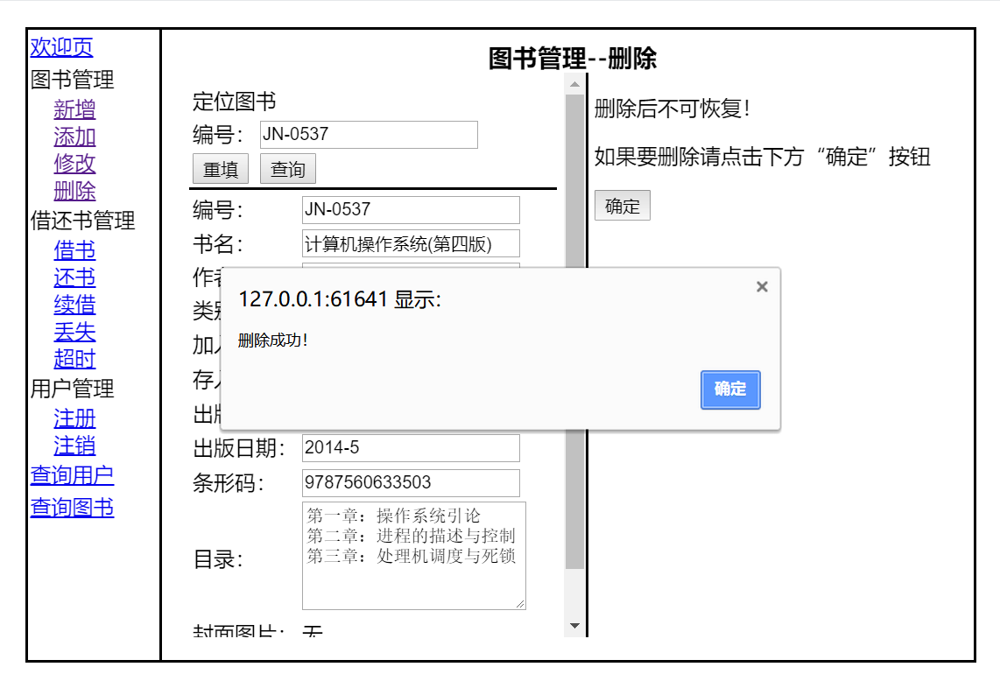 欢迎页
图书管理
新增
添加
修改
删除
借还书管理
借书
还书
续借
丢失
超时
用户管理
注册
注销
查询用户
查询图书
图书管理--删除
定位图书
编号： JN-0537
重填 查询
编号： JN-0537
书名： 计算机操作系统(第四版)
作
类
加
存
出
出版日期： 2014-5
条形码： 9787560633503
目录：
第一章：操作系统引论
第二章：进程的描述与控制
第三章：处理机调度与死锁
封面图片： 无
删除后不可恢复！
如果要删除请点击下方“确定”按钮
确定
127.0.0.1:61641 显示:
删除成功！
确定